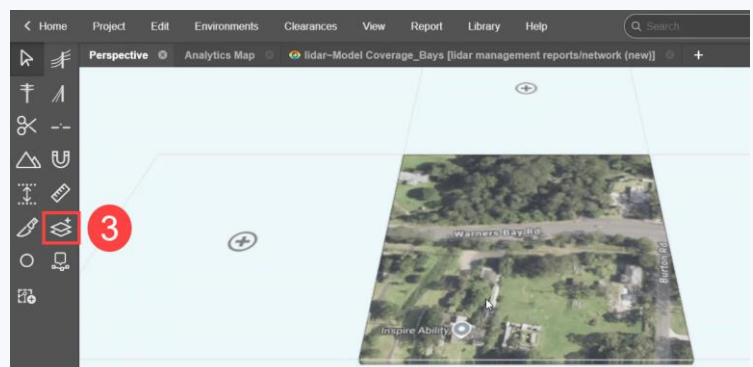 < Home Project Edit Environments Clearances View Report Library Help Search
Perspective Analytics Map lidar~Model Coverage_Bays [lidar management reports/network (new)] +
3
Warners Bay Rd
Burton Rd
Inspire Ability